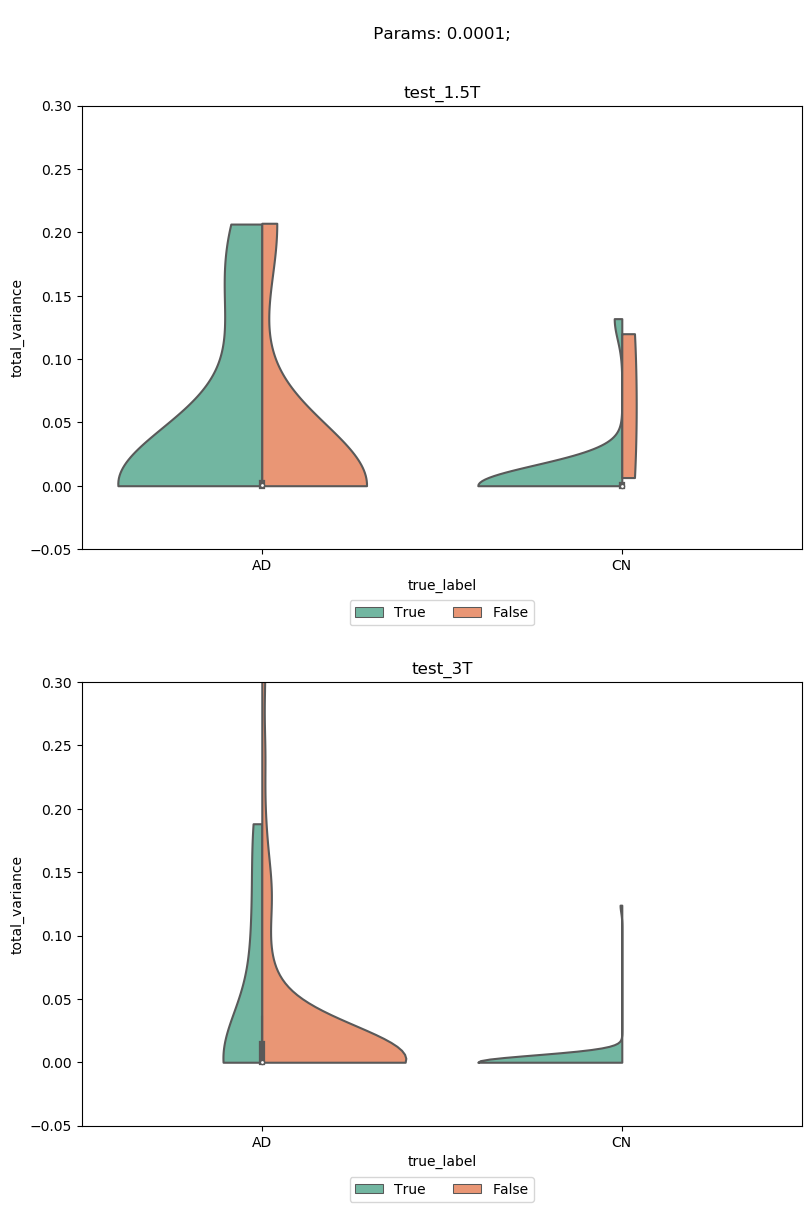 Params: 0.0001;
test_1.5T
0.30
0.25
0.20
0.15
0.10
0.05
0.00
−0.05
total_variance
AD CN
true_label
True False
test_3T
0.30
0.25
0.20
0.15
0.10
0.05
0.00
−0.05
total_variance
AD CN
true_label
True False